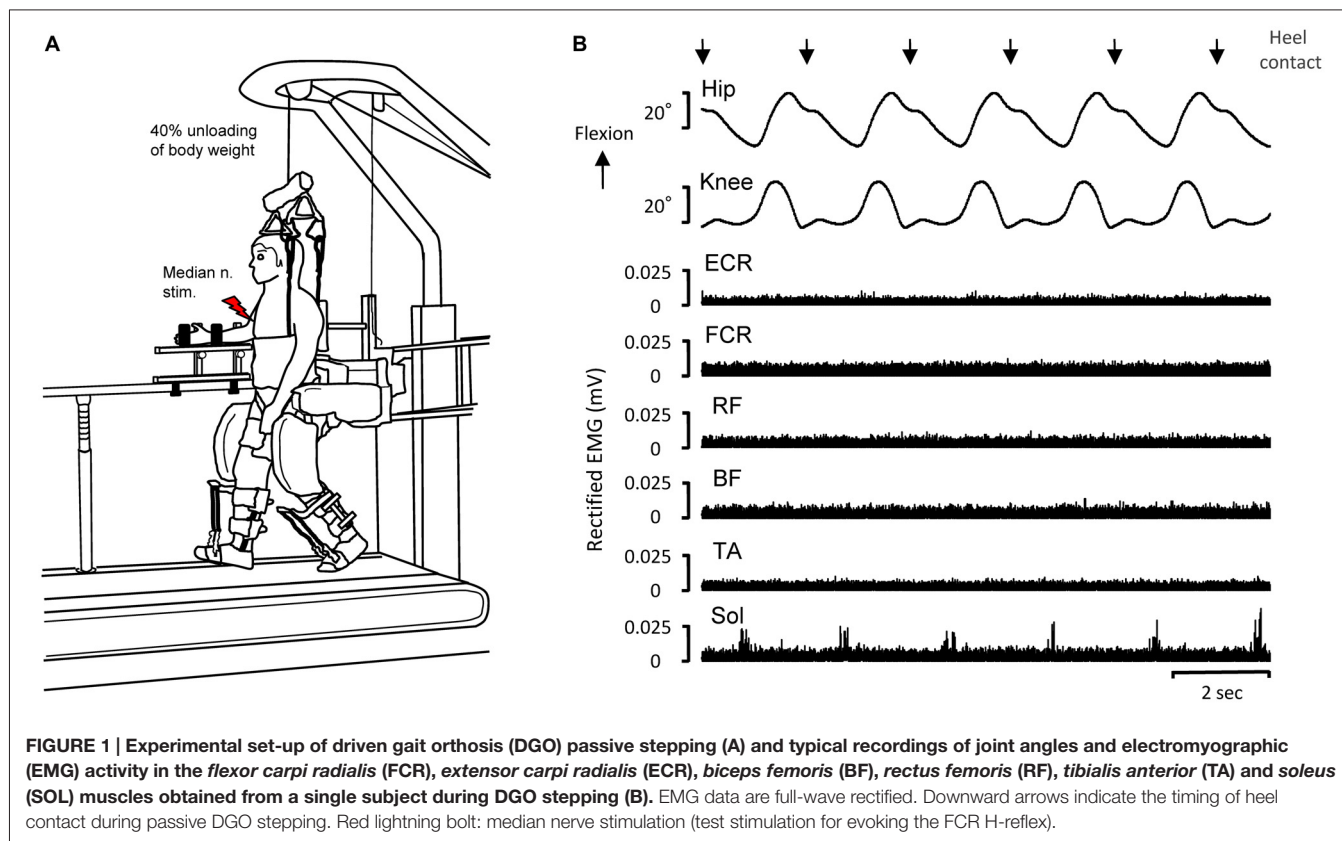 A
40% unloading
of body weight
Median n.
stim.
B
Heel
contact
Flexion
Hip
20°
Knee
20°
Rectified EMG (mV)
ECR
0.025
0
FCR
0.025
0
RF
0.025
0
BF
0.025
0
TA
0.025
0
Sol
0.025
0
2 sec
FIGURE 1 | Experimental set-up of driven gait orthosis (DGO) passive stepping (A) and typical recordings of joint angles and electromyographic
(EMG) activity in the flexor carpi radialis (FCR), extensor carpi radialis (ECR), biceps femoris (BF), rectus femoris (RF), tibialis anterior (TA) and soleus
(SOL) muscles obtained from a single subject during DGO stepping (B). EMG data are full-wave rectified. Downward arrows indicate the timing of heel
contact during passive DGO stepping. Red lightning bolt: median nerve stimulation (test stimulation for evoking the FCR H-reflex).